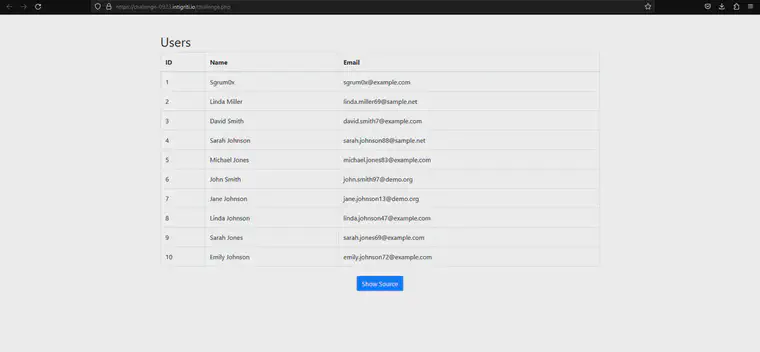 https://challenge-0323.intigriti.io/challenge.php
Users
ID Name Email
1 Sgrum0x sgrum0x@example.com
2 Linda Miller linda.miller69@sample.net
3 David Smith david.smith7@example.com
4 Sarah Johnson sarah.johnson88@sample.net
5 Michael Jones michael.jones83@example.com
6 John Smith john.smith97@demo.org
7 Jane Johnson jane.johnson13@demo.org
8 Linda Johnson linda.johnson47@example.com
9 Sarah Jones sarah.jones69@example.com
10 Emily Johnson emily.johnson72@example.com
Show Source